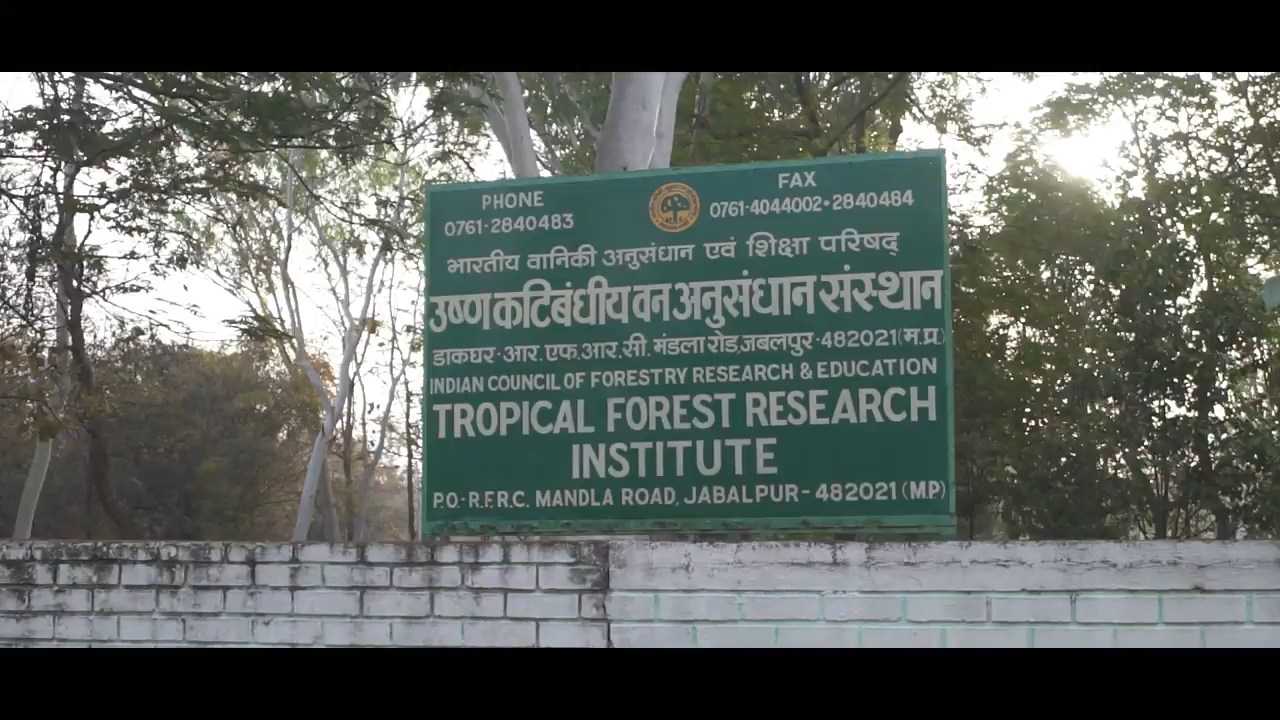 PHONE
0761-2840483
FAX
0761-4044002•2840484
भारतीय वानिकी अनुसंधान एवं शिक्षा परिषद्
उष्ण कटिबंधीय वन अनुसंधान संस्थान
डाकघर-आर.एफ.आर.सी. मंडला रोड,जबलपुर-482021(म.प्र.)
INDIAN COUNCIL OF FORESTRY RESEARCH & EDUCATION
TROPICAL FOREST RESEARCH
INSTITUTE
P.O.-R.F.R.C. MANDLA ROAD, JABALPUR-482021(M.P.)